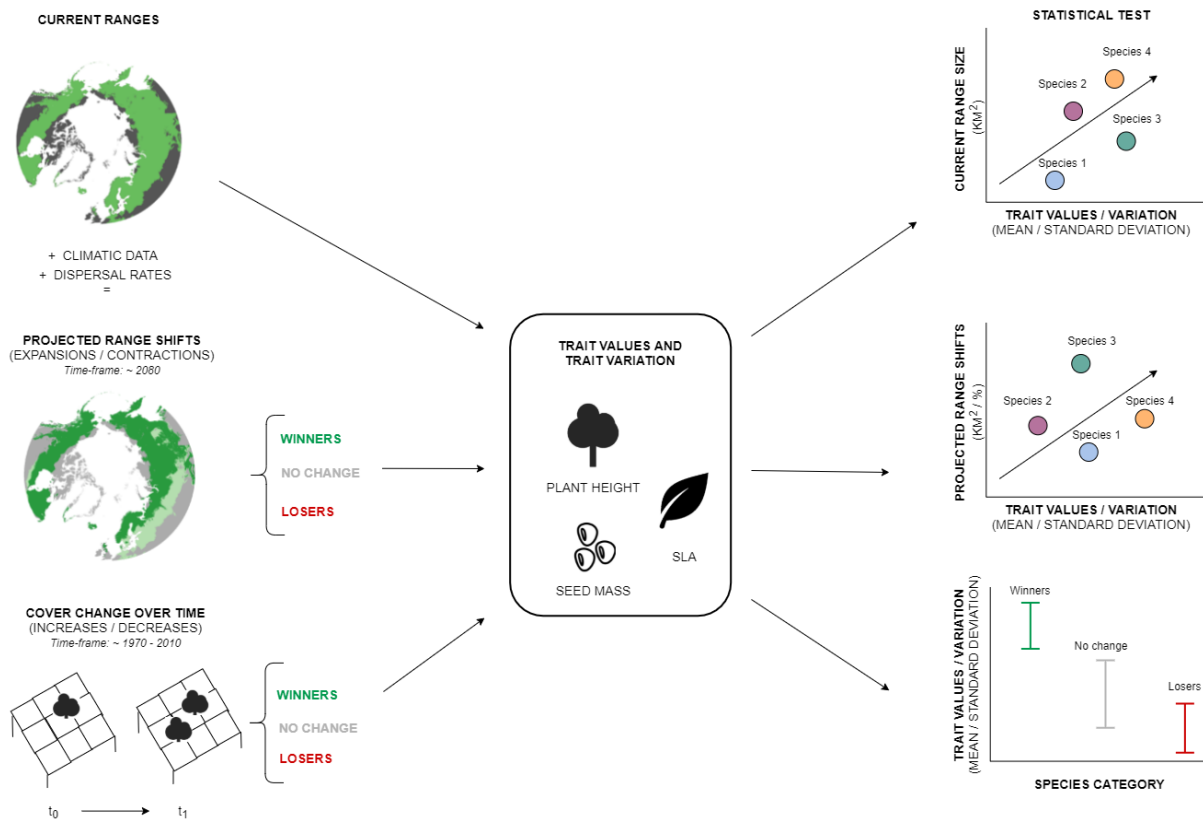 CURRENT RANGES
+ CLIMATIC DATA
+ DISPERSAL RATES
=
PROJECTED RANGE SHIFTS
(EXPANSIONS / CONTRACTIONS)
Time-frame: ~ 2080
WINNERS
NO CHANGE
LOSERS
COVER CHANGE OVER TIME
(INCREASES / DECREASES)
Time-frame: ~ 1970 - 2010
WINNERS
NO CHANGE
LOSERS
t0
t1
TRAIT VALUES AND
TRAIT VARIATION
PLANT HEIGHT
SLA
SEED MASS
STATISTICAL TEST
CURRENT RANGE SIZE
(KM²)
Species 4
Species 2
Species 3
Species 1
TRAIT VALUES / VARIATION
(MEAN / STANDARD DEVIATION)
PROJECTED RANGE SHIFTS
(KM² / %)
Species 3
Species 2
Species 4
Species 1
TRAIT VALUES / VARIATION
(MEAN / STANDARD DEVIATION)
TRAIT VALUES / VARIATION
(MEAN / STANDARD DEVIATION)
Winners
No change
Losers
SPECIES CATEGORY